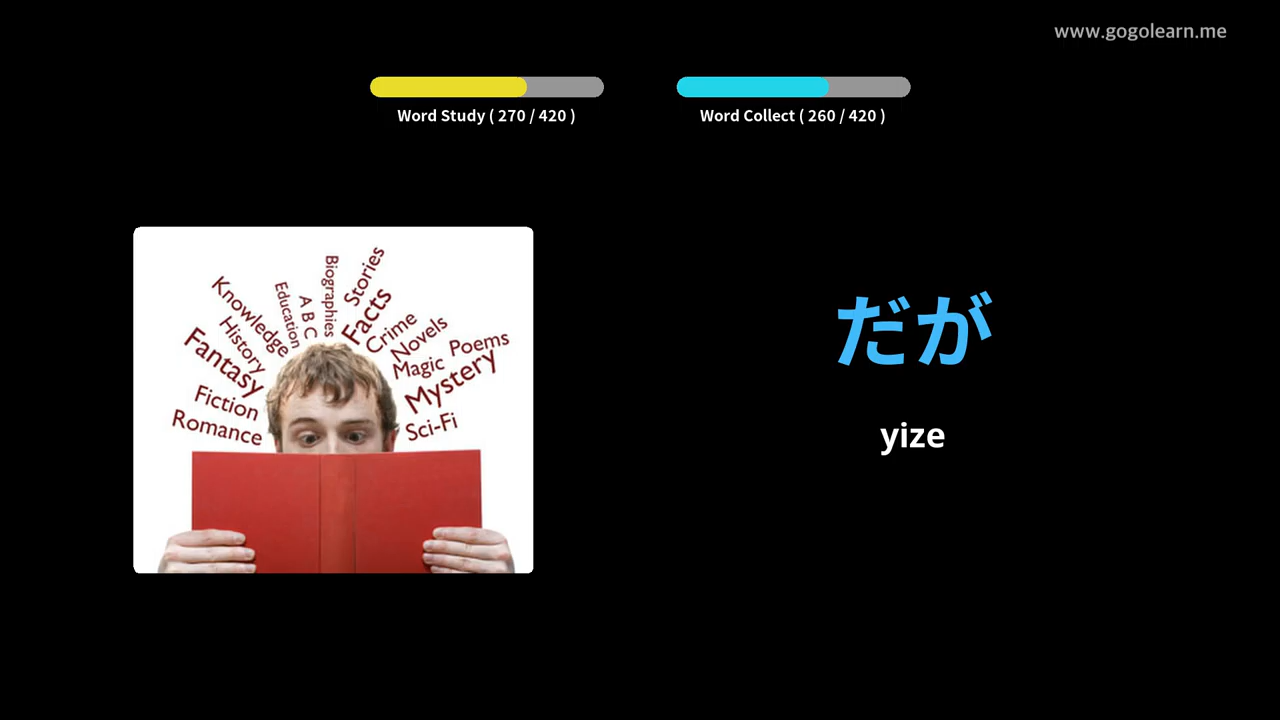 www.gogolearn.me
Word Study ( 270 / 420 )
Word Collect ( 260 / 420 )
Knowledge
Education
A B C
Biographies
Stories
Facts
Crime
Novels
Poems
Magic
Mystery
Sci-Fi
History
Fantasy
Fiction
Romance
だが
yize